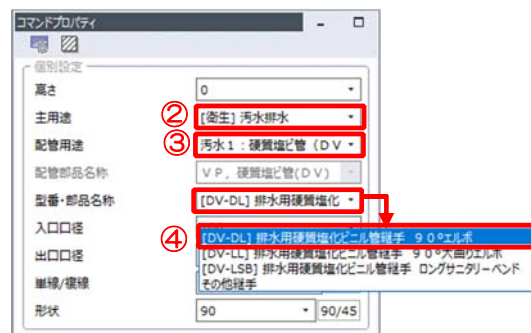 コマンドプロパティ
個別設定
高さ 0
② 主用途 [衛生] 汚水排水
③ 配管用途 汚水1：硬質塩ビ管（DV
配管部品名称 VP，硬質塩ビ管(DV)
型番・部品名称 [DV-DL] 排水用硬質塩化
入口口径
④ [DV-DL] 排水用硬質塩化ビニル管継手 90°エルボ
出口口径 [DV-LL] 排水用硬質塩化ビニル管継手 90°大曲りエルボ
[DV-LSB] 排水用硬質塩化ビニル管継手 ロングサニタリーベンド
単線/複線 その他継手
形状 90 90/45